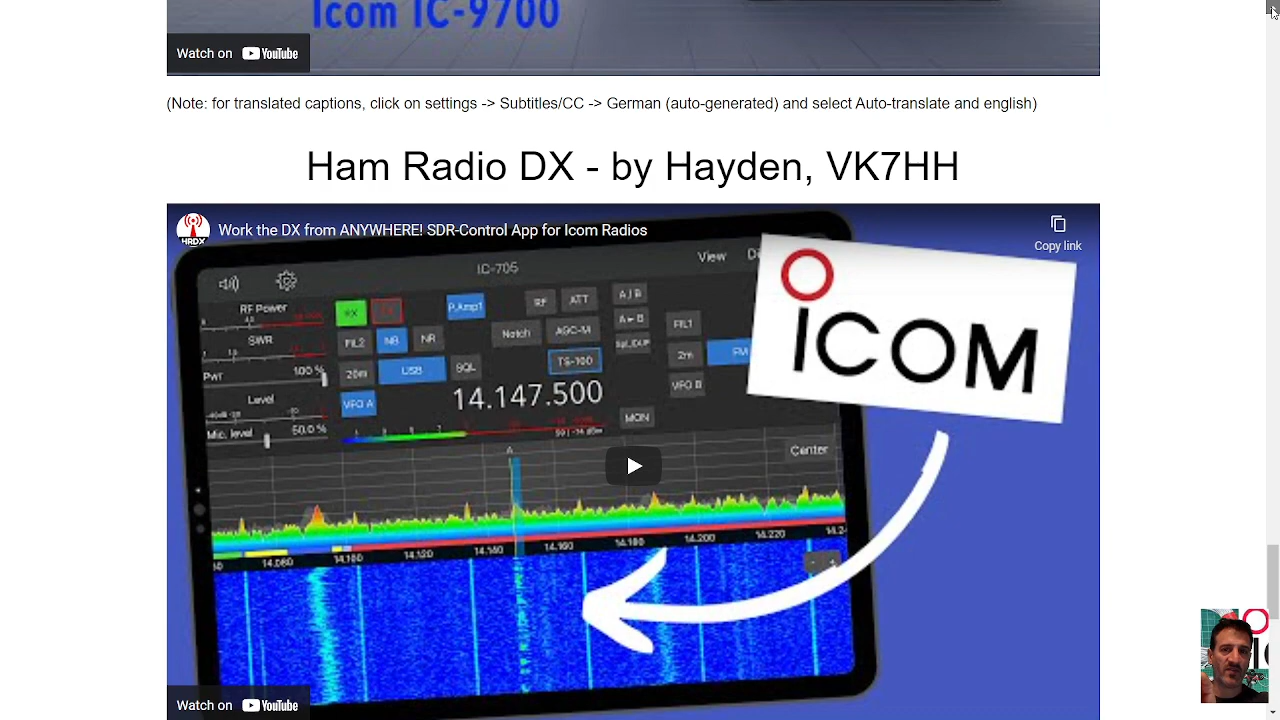 Icom IC-9700
Watch on YouTube
(Note: for translated captions, click on settings -> Subtitles/CC -> German (auto-generated) and select Auto-translate and english)
Ham Radio DX - by Hayden, VK7HH
HRDX
Work the DX from ANYWHERE! SDR-Control App for Icom Radios
Copy link
IC-705
View
RF Power
SWR
Pwr 100 %
Level
Mic. level 50.0 %
P.Amp1
RF
ATT
A/B
FIL2
NB
NR
Notch
AGC-M
FIL1
20m
USB
SQL
TS-100
2m
FM
VFO A
14.147.500
VFO B
MON
A
Center
14.080
14.100
14.120
14.140
14.160
14.180
14.200
14.220
ICOM
Watch on YouTube